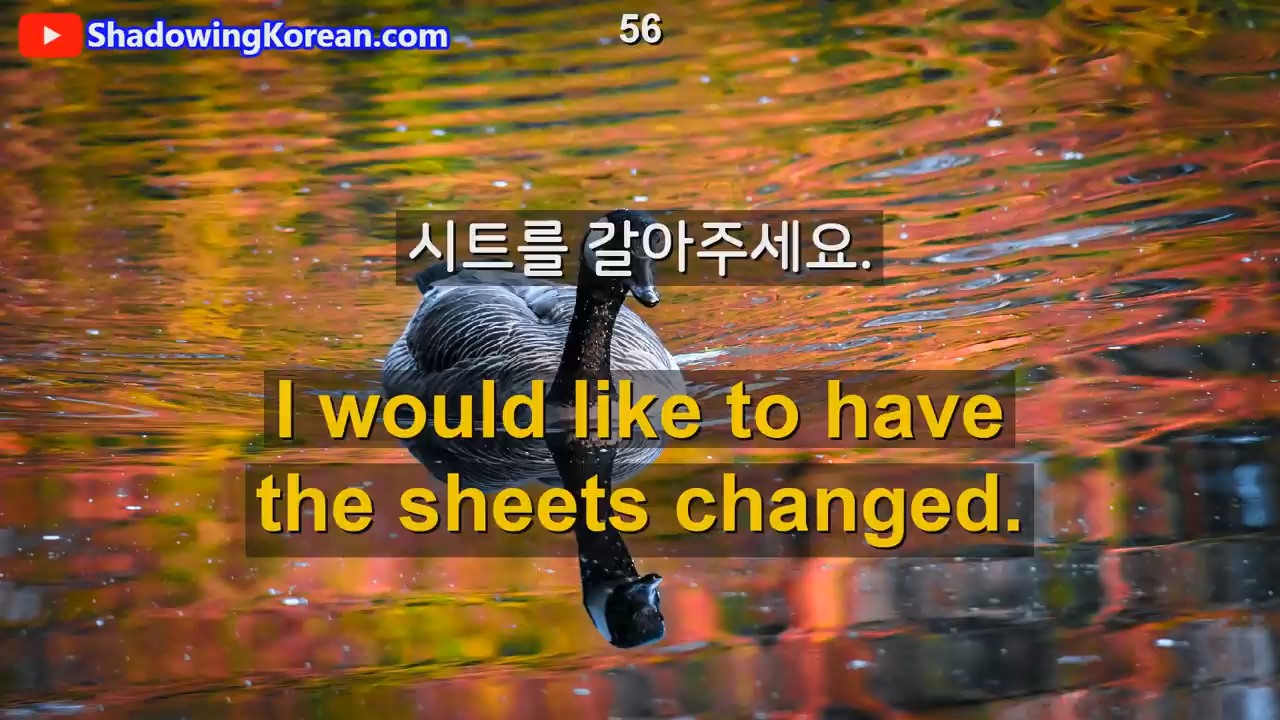 ShadowingKorean.com
56
시트를 갈아주세요.
I would like to have
the sheets changed.